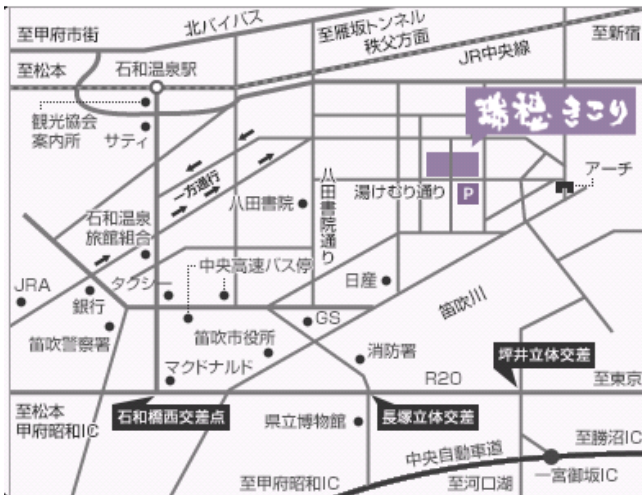 北バイパス
至甲府市街
至雁坂トンネル
秩父方面
至新宿
至松本
石和温泉駅
JR中央線
観光協会
案内所
サティ
瑞穂 きこり
一方通行
八田書院
八田書院通り
湯けむり通り
P
アーチ
石和温泉
旅館組合
中央高速バス停
タクシー
JRA
銀行
日産
笛吹川
笛吹警察署
笛吹市役所
GS
消防署
坪井立体交差
マクドナルド
R20
至東京
至松本
甲府昭和IC
石和橋西交差点
県立博物館
長塚立体交差
至勝沼IC
中央自動車道
至甲府昭和IC
至河口湖
一宮御坂IC